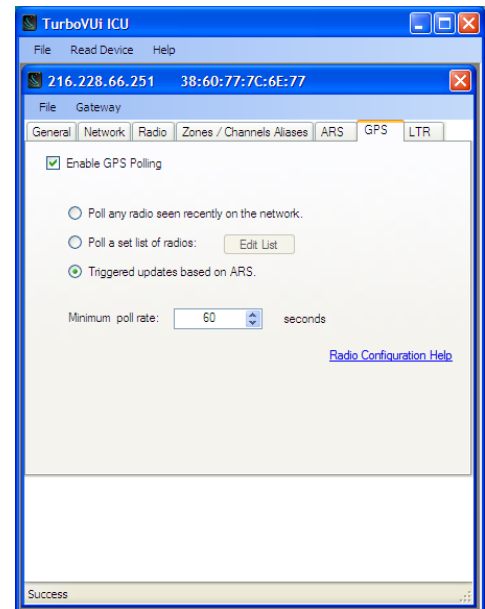 TurboVUi ICU
File Read Device Help
216.228.66.251 38:60:77:7C:6E:77
File Gateway
General Network Radio Zones / Channels Aliases ARS GPS LTR
Enable GPS Polling
Poll any radio seen recently on the network.
Poll a set list of radios: Edit List
Triggered updates based on ARS.
Minimum poll rate: 60 seconds
Radio Configuration Help
Success